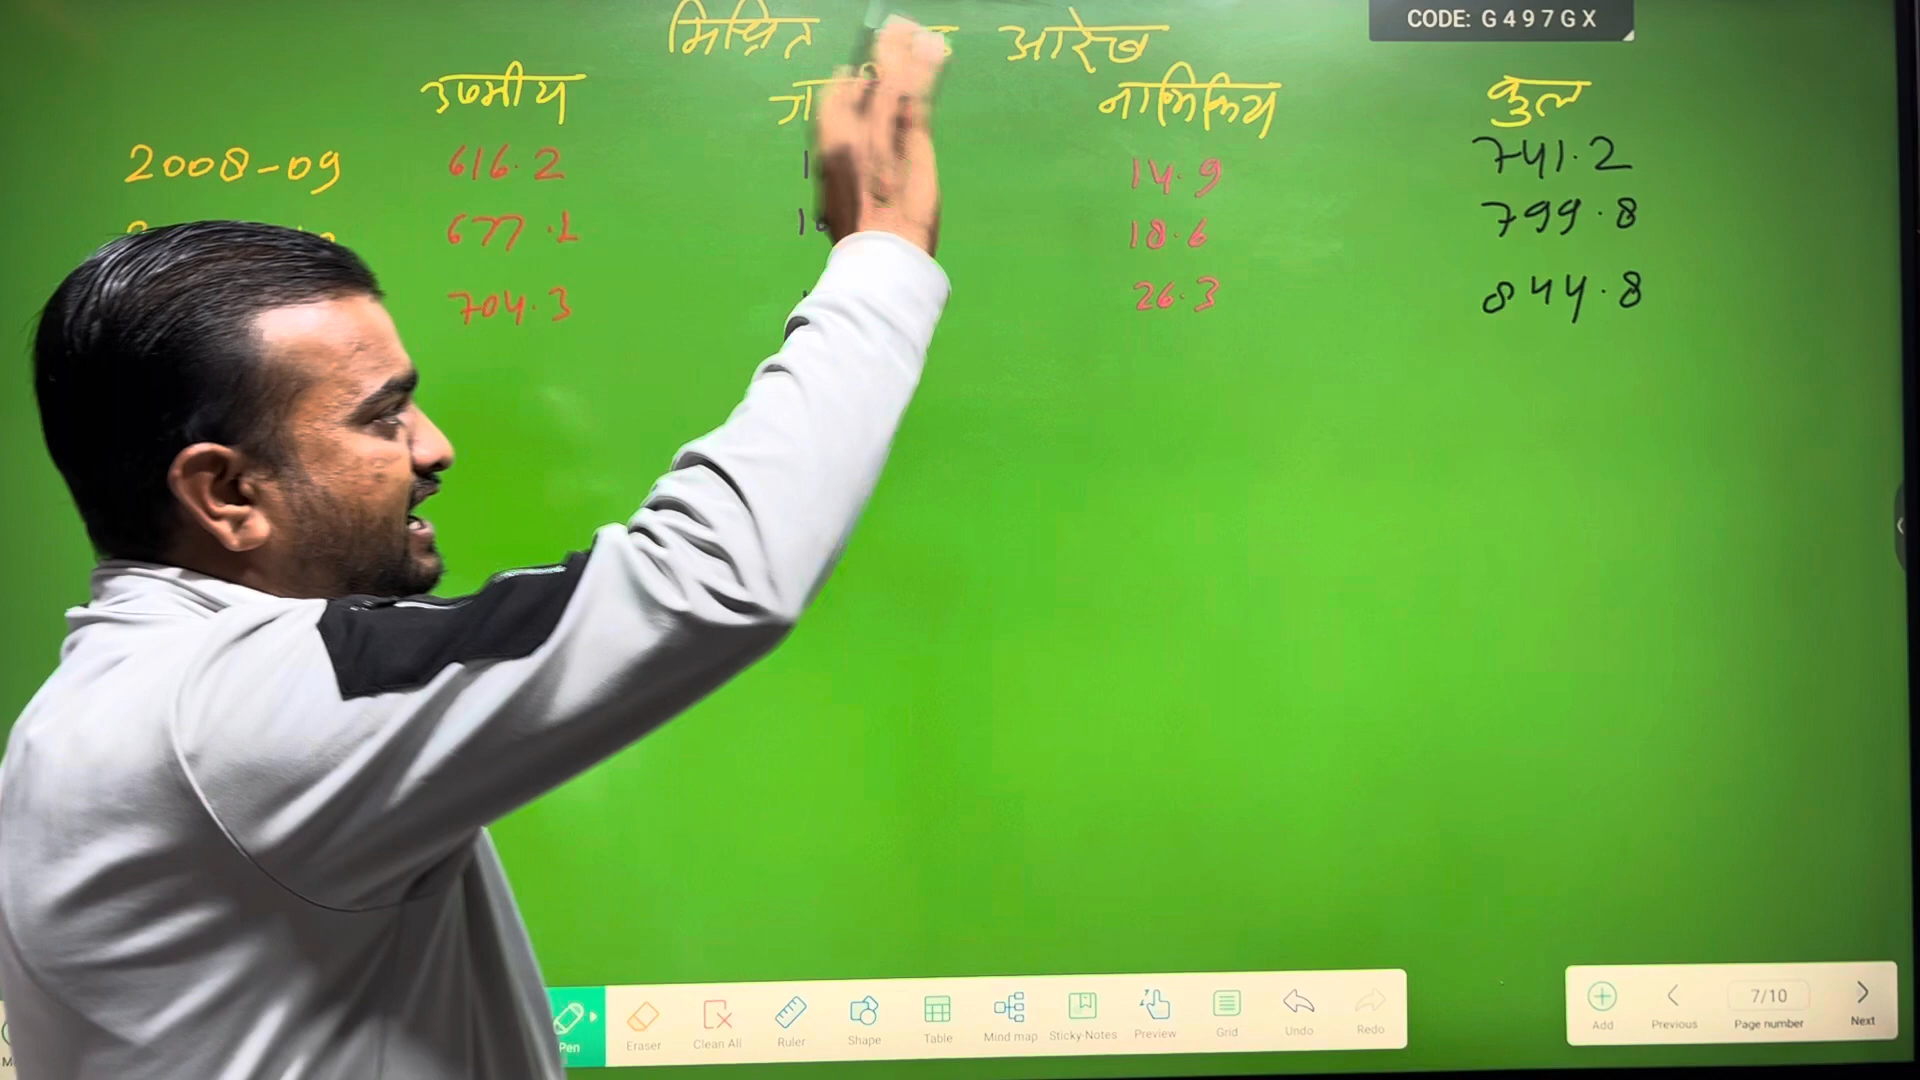 CODE: G497GX
मिश्रित आरेख
उष्मीय नाभिकिय कुल
2008-09 616.2 14.9 741.2
677.1 18.6 799.8
704.3 26.3 844.8
Pen Eraser Clean All Ruler Shape Table Mind map Sticky Notes Preview Grid Undo Redo
Add Previous 7/10 Page number Next